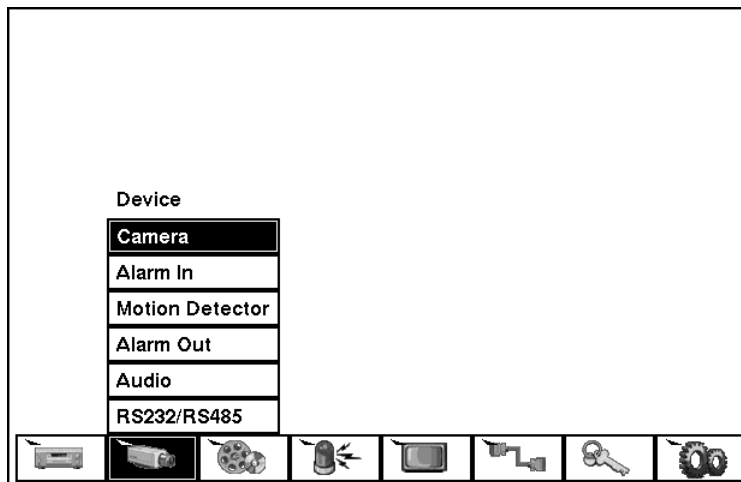 Device
Camera
Alarm In
Motion Detector
Alarm Out
Audio
RS232/RS485